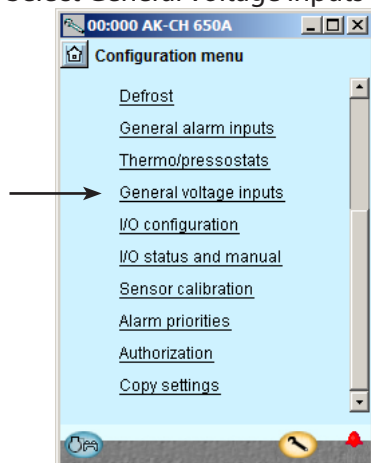 Select General voltage inputs
00:000 AK-CH 650A
Configuration menu
Defrost
General alarm inputs
Thermo/pressostats
General voltage inputs
I/O configuration
I/O status and manual
Sensor calibration
Alarm priorities
Authorization
Copy settings